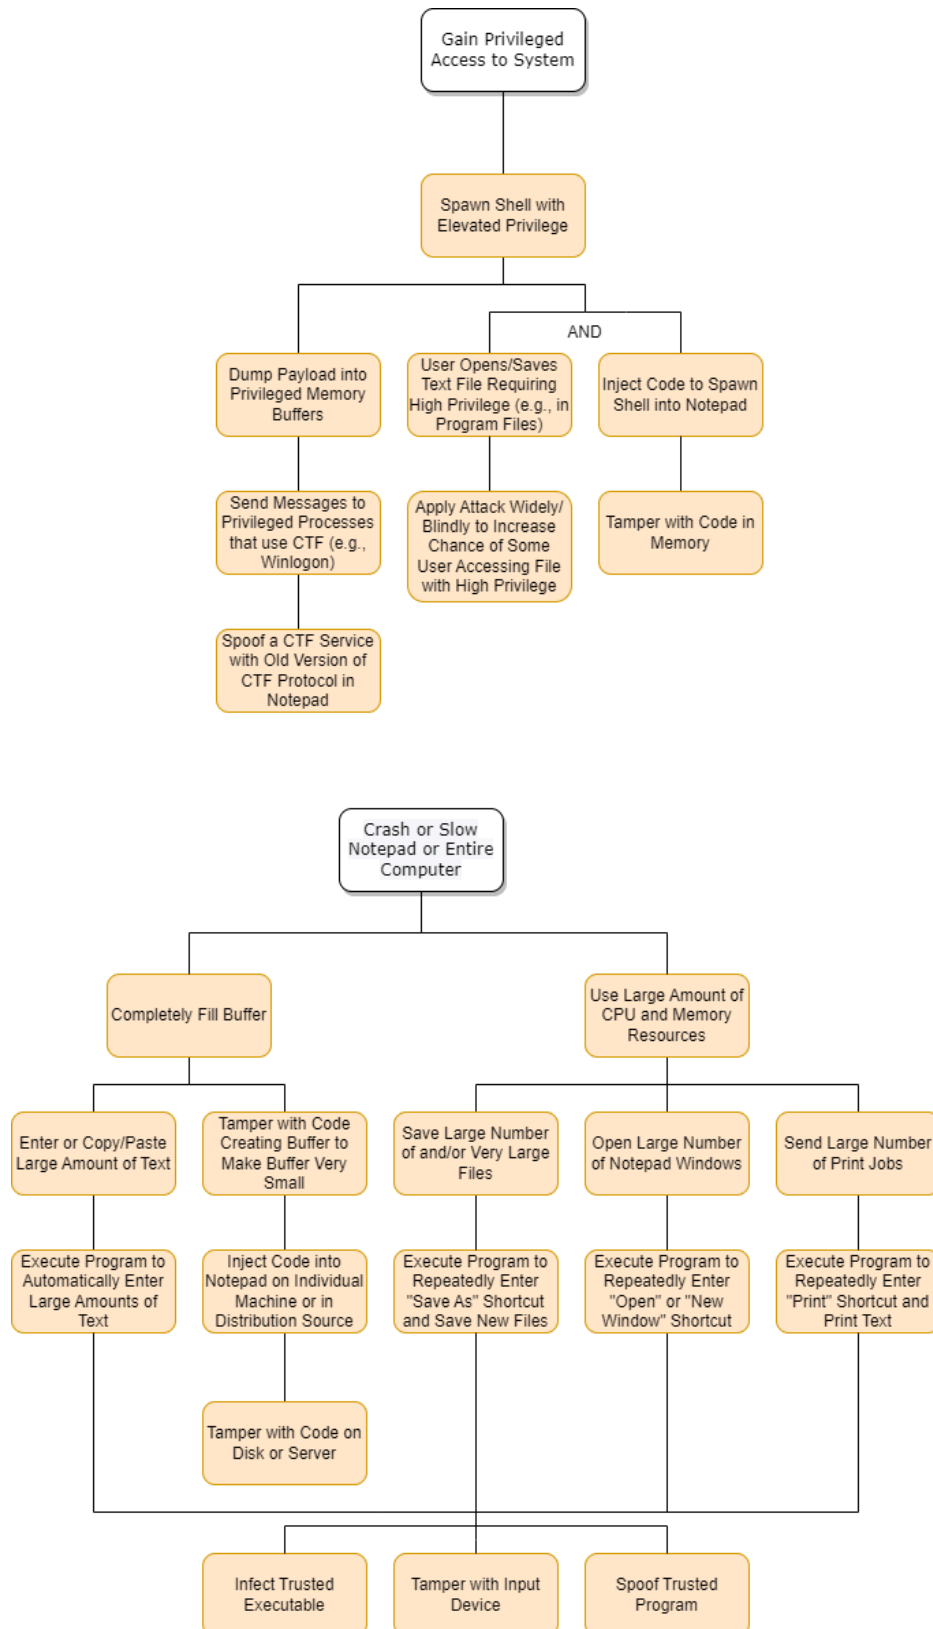 Gain Privileged
Access to System
Spawn Shell with
Elevated Privilege
AND
Dump Payload into
Privileged Memory
Buffers
User Opens/Saves
Text File Requiring
High Privilege (e.g., in
Program Files)
Inject Code to Spawn
Shell into Notepad
Send Messages to
Privileged Processes
that use CTF (e.g.,
Winlogon)
Apply Attack Widely/
Blindly to Increase
Chance of Some
User Accessing File
with High Privilege
Tamper with Code in
Memory
Spoof a CTF Service
with Old Version of
CTF Protocol in
Notepad
Crash or Slow
Notepad or Entire
Computer
Completely Fill Buffer
Use Large Amount of
CPU and Memory
Resources
Enter or Copy/Paste
Large Amount of Text
Tamper with Code
Creating Buffer to
Make Buffer Very
Small
Save Large Number
of and/or Very Large
Files
Open Large Number
of Notepad Windows
Send Large Number
of Print Jobs
Execute Program to
Automatically Enter
Large Amounts of
Text
Inject Code into
Notepad on Individual
Machine or in
Distribution Source
Execute Program to
Repeatedly Enter
"Save As" Shortcut
and Save New Files
Execute Program to
Repeatedly Enter
"Open" or "New
Window" Shortcut
Execute Program to
Repeatedly Enter
"Print" Shortcut and
Print Text
Tamper with Code on
Disk or Server
Infect Trusted
Executable
Tamper with Input
Device
Spoof Trusted
Program